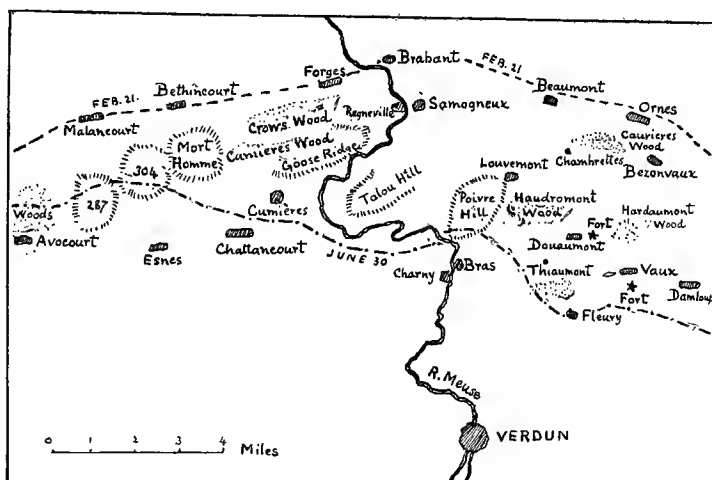 Brabant
FEB. 21.
Forges
Bethincourt
FEB. 21.
Beaumont
Malancourt
Regneville
Samogneux
Ornes
Crows Wood
Caurieres
Wood
Mort
Homme
Cumieres Wood
Goose Ridge
Chambrettes
Bezonvaux
304
Louvemont
Talou Hill
287
Woods
Cumières
Poivre
Hill
Haudromont
Wood
Hardaumont
Wood
Fort
Avocourt
Esnes
Chattancourt
JUNE 30
Douaumont
Bras
Charny
Thiaumont
Vaux
Fort
Damloup
Fleury
R. Meuse
VERDUN
0 1 2 3 4 Miles